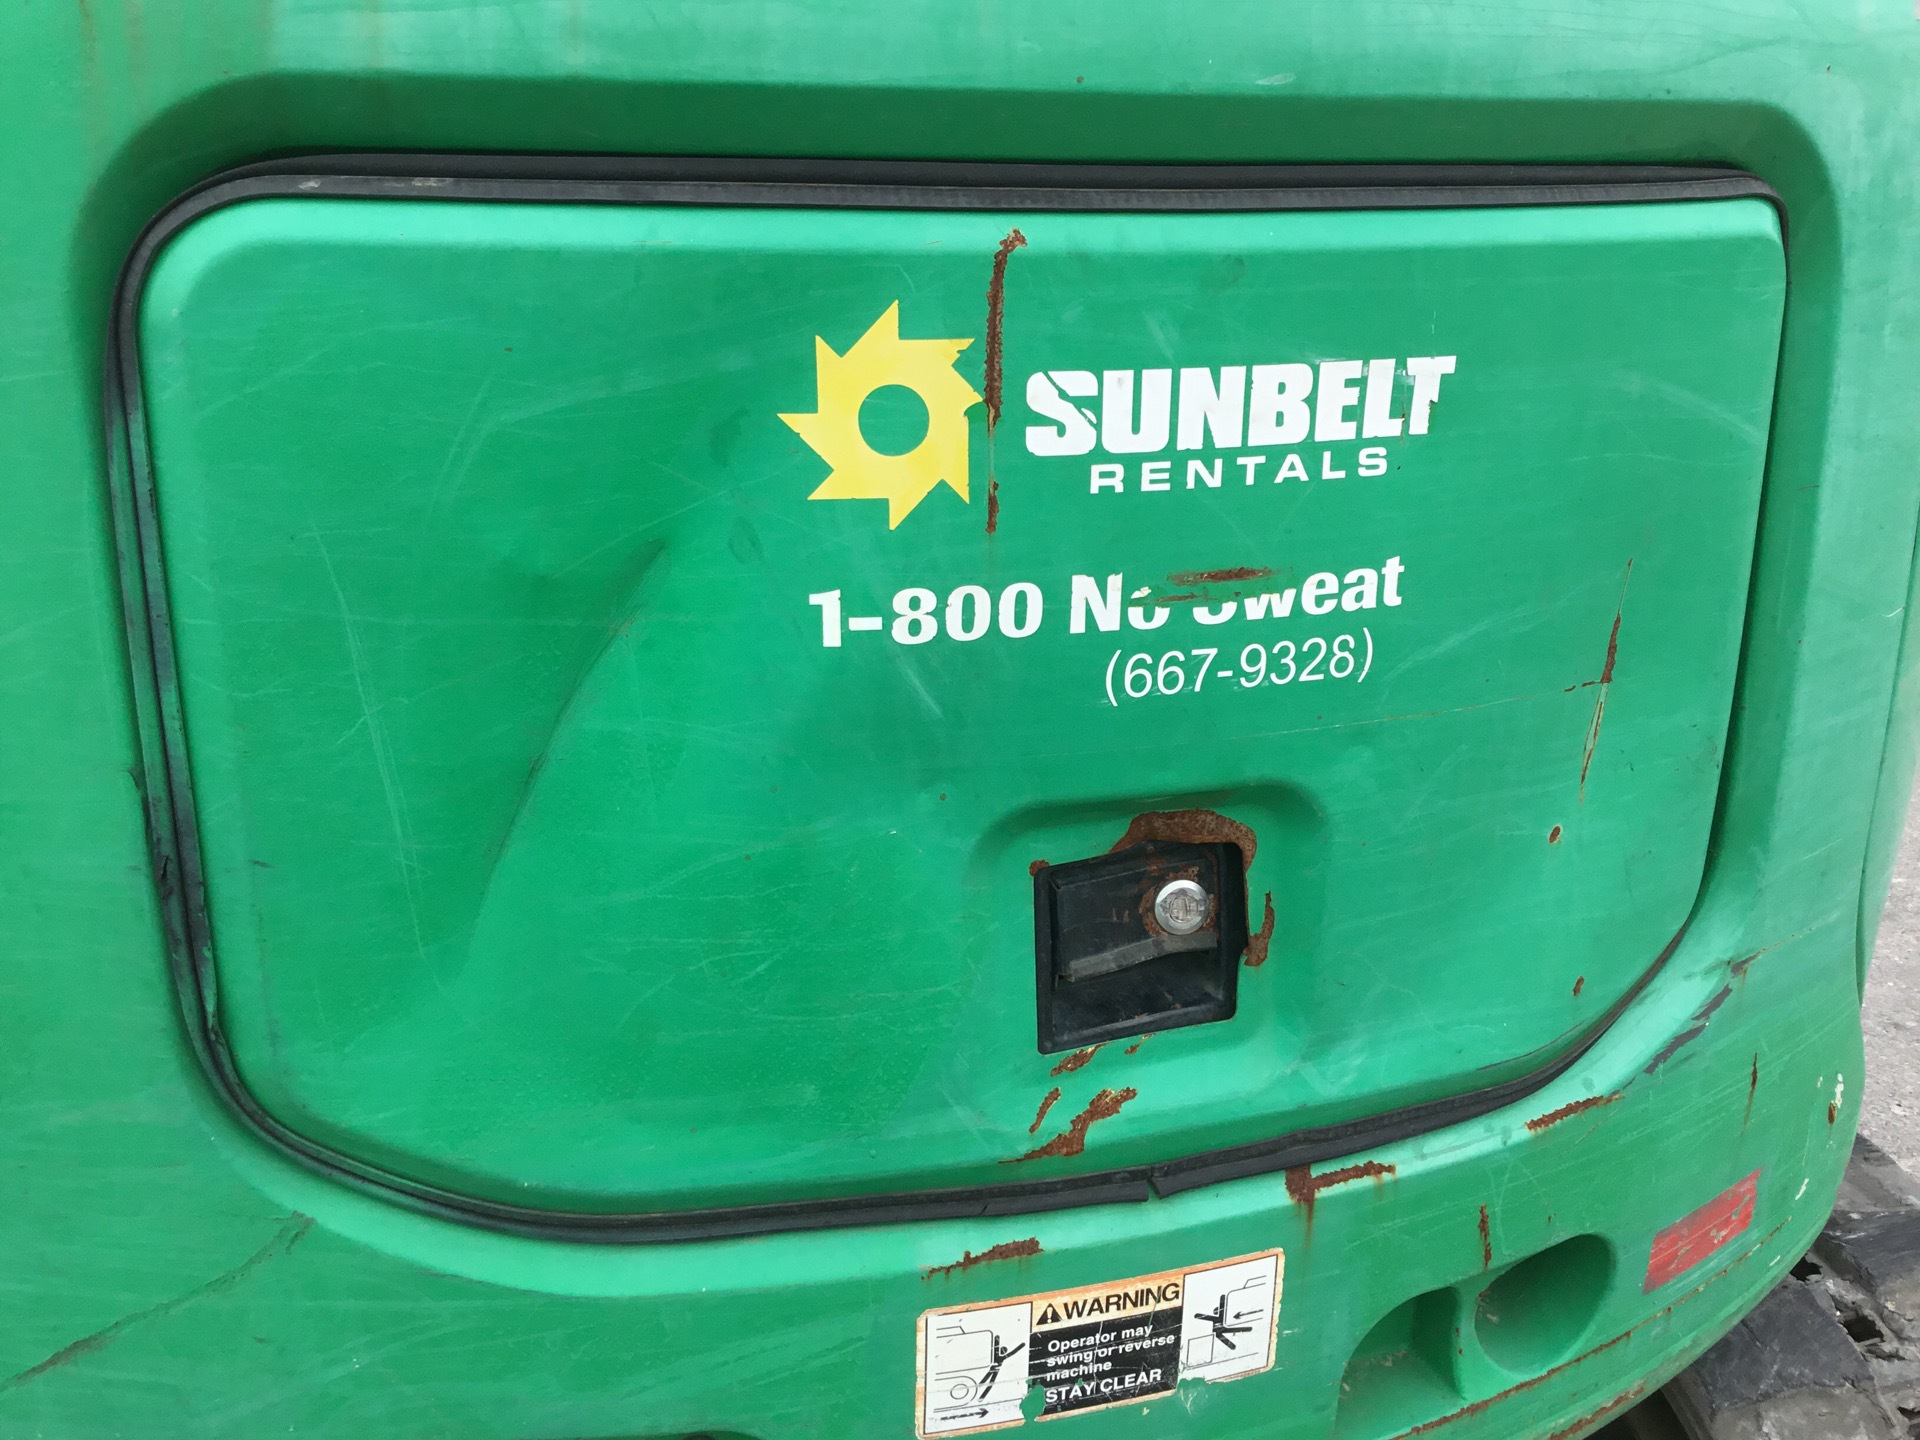 SUNBELT
RENTALS
1-800 No Sweat
(667-9328)
WARNING
Operator may
swing or reverse
machine
STAY CLEAR